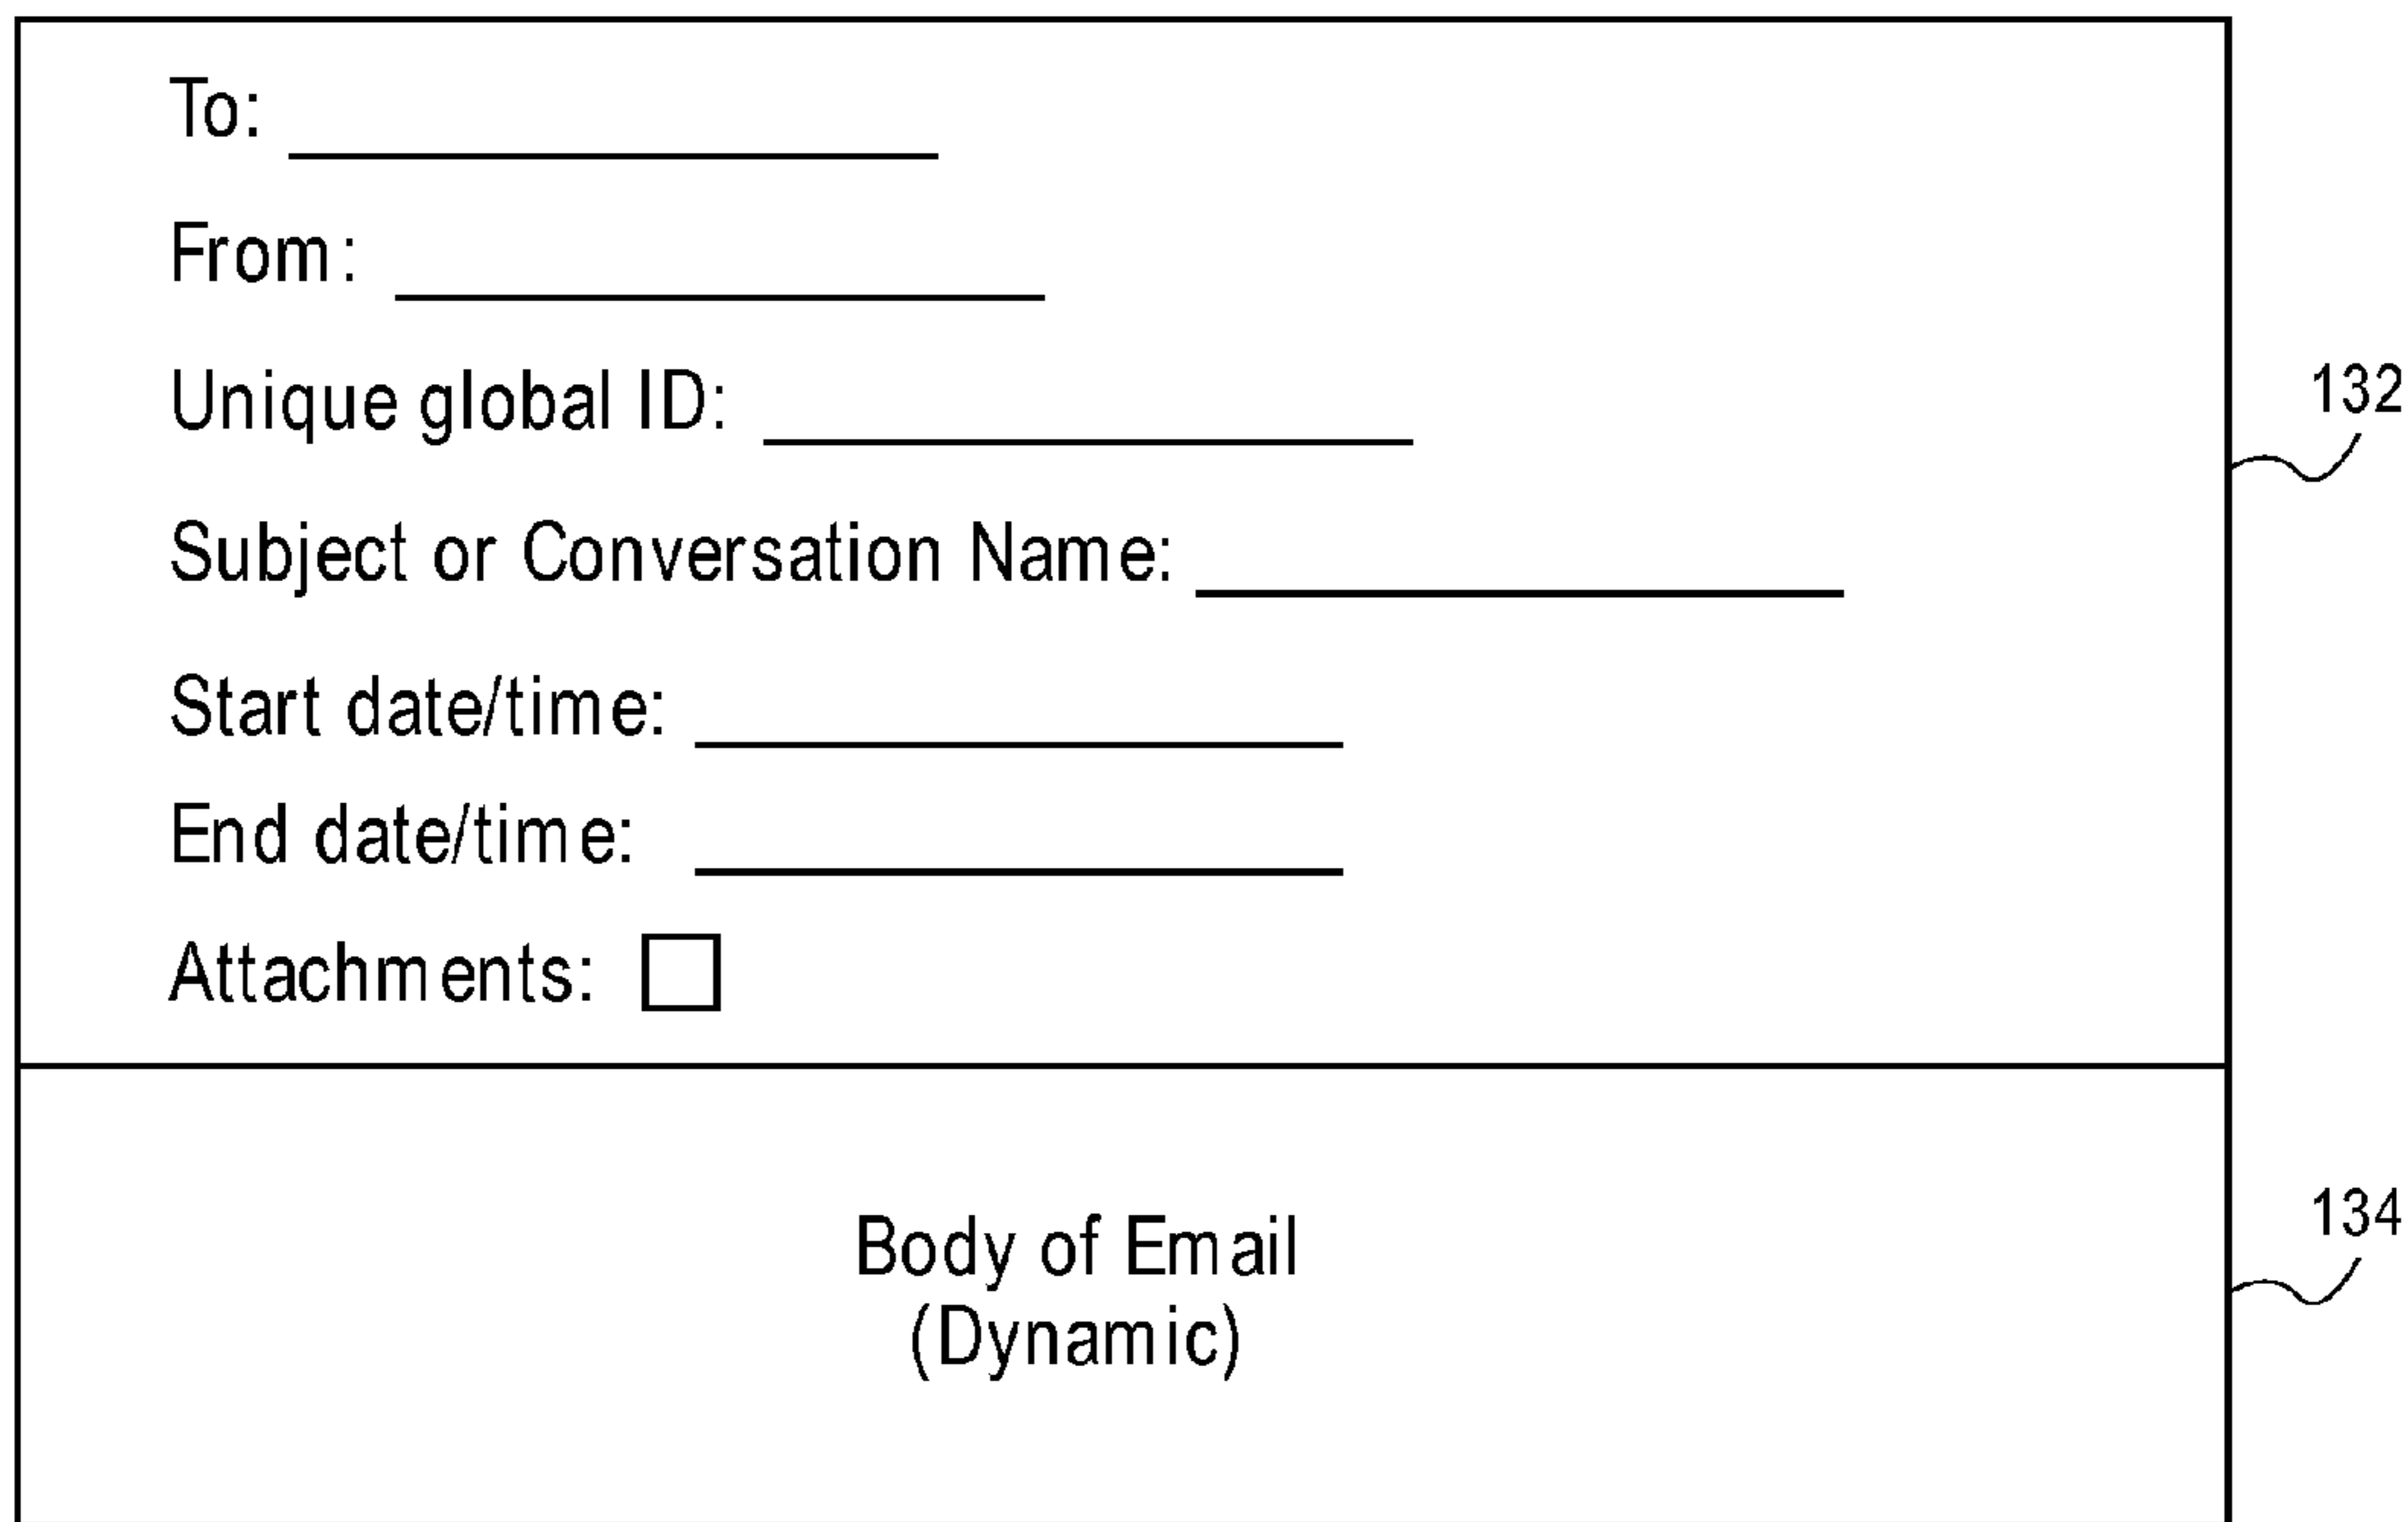 To:
From:
Unique global ID:
132
Subject or Conversation Name:
Start date/time:
End date/time:
Attachments:
134
Body of Email
(Dynamic)